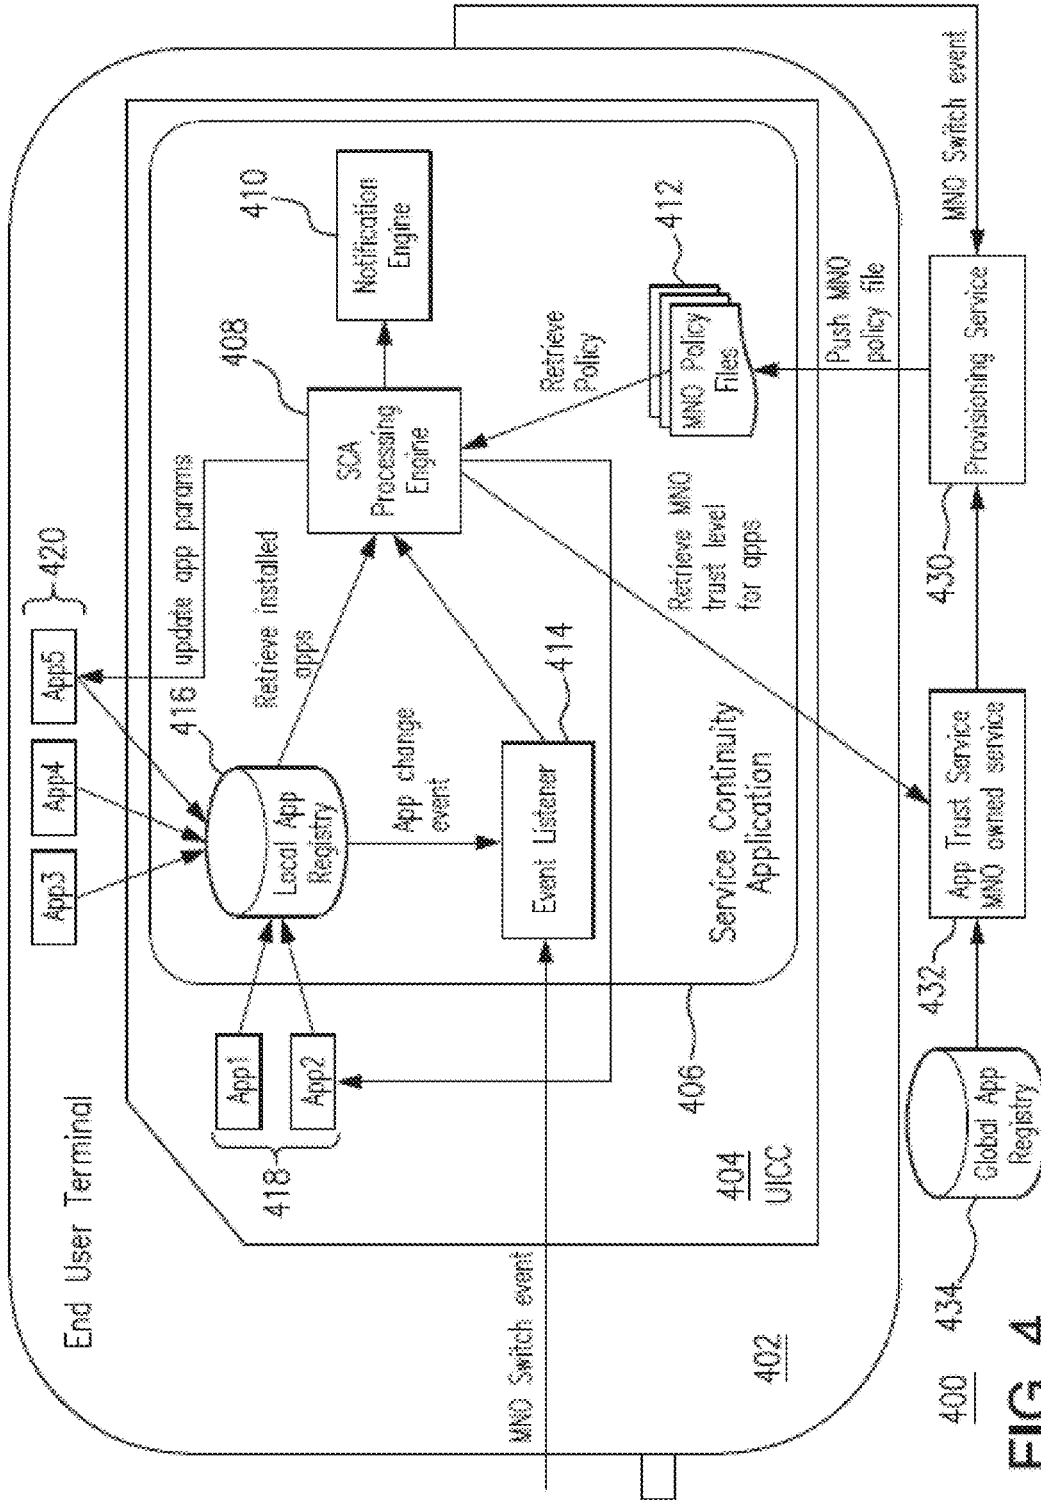 End User Terminal
App3
App4
App5
420
update app params
418
App1
App2
416
Local App
Registry
Retrieve installed
apps
App change
event
Event Listener
414
408
SCA
Processing
Engine
410
Notification
Engine
Retrieve
Policy
412
MNO Policy
Files
Retrieve MNO
trust level
for apps
Service Continuity
Application
406
404
UICC
MNO Switch event
402
MNO Switch event
Push MNO
policy file
Provisioning Service
430
App Trust Service
MNO owned service
432
Global App
Registry
434
400
FIG. 4